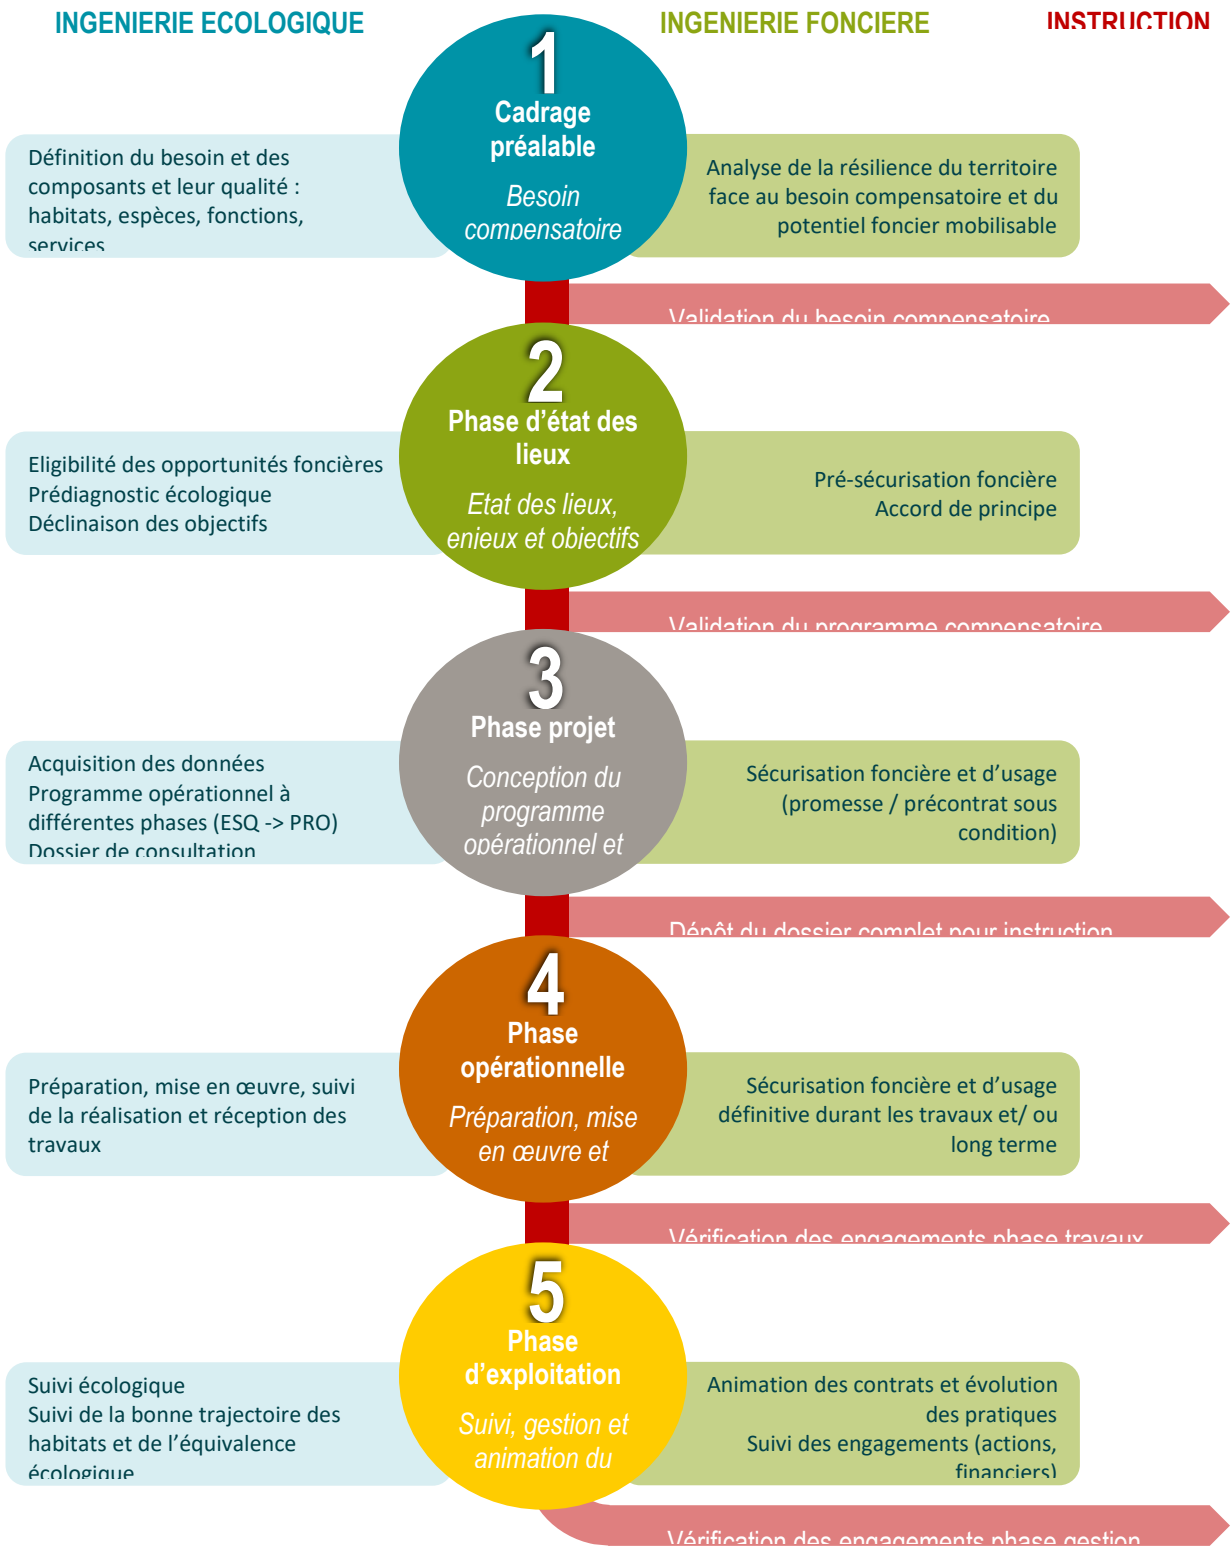 INGENIERIE ECOLOGIQUE
INGENIERIE FONCIERE
INSTRUCTION
1
Cadrage
préalable
Besoin
compensatoire
Définition du besoin et des
composants et leur qualité :
habitats, espèces, fonctions,
services
Analyse de la résilience du territoire
face au besoin compensatoire et du
potentiel foncier mobilisable
Validation du besoin compensatoire
2
Phase d’état des
lieux
Etat des lieux,
enjeux et objectifs
Eligibilité des opportunités foncières
Prédiagnostic écologique
Déclinaison des objectifs
Pré-sécurisation foncière
Accord de principe
Validation du programme compensatoire
3
Phase projet
Conception du
programme
opérationnel et
Acquisition des données
Programme opérationnel à
différentes phases (ESQ -> PRO)
Dossier de consultation
Sécurisation foncière et d’usage
(promesse / précontrat sous
condition)
Dépôt du dossier complet pour instruction
4
Phase
opérationnelle
Préparation, mise
en œuvre et
Préparation, mise en œuvre, suivi
de la réalisation et réception des
travaux
Sécurisation foncière et d’usage
définitive durant les travaux et/ ou
long terme
Vérification des engagements phase travaux
5
Phase
d’exploitation
Suivi, gestion et
animation du
Suivi écologique
Suivi de la bonne trajectoire des
habitats et de l’équivalence
écologique
Animation des contrats et évolution
des pratiques
Suivi des engagements (actions,
financiers)
Vérification des engagements phase gestion